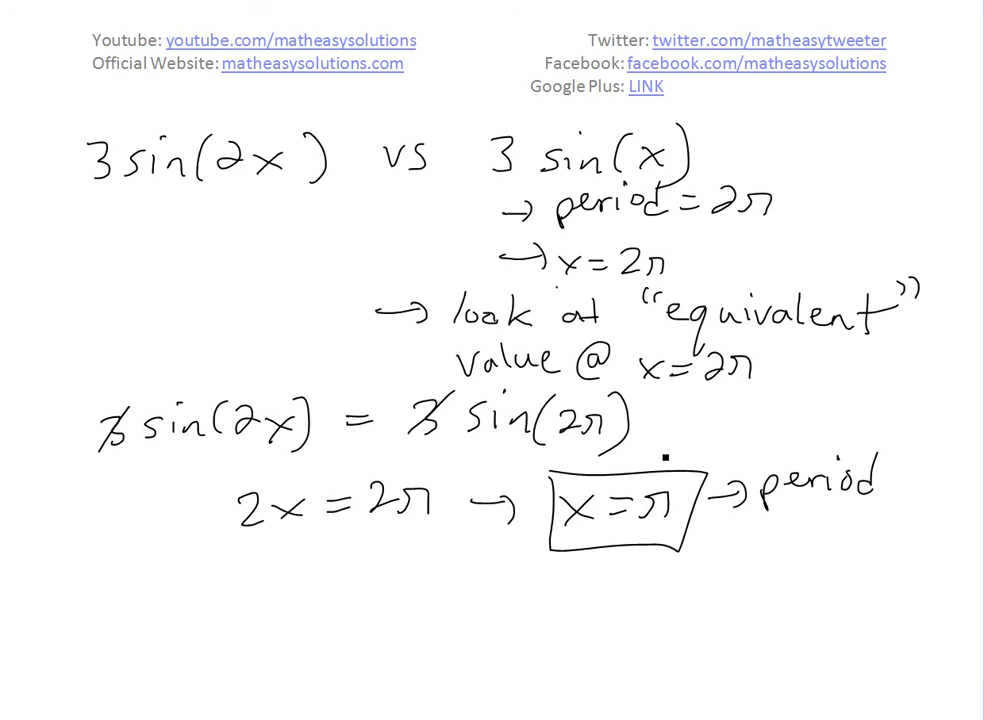 Youtube: youtube.com/matheasysolutions Twitter: twitter.com/matheasytweeter
Official Website: matheasysolutions.com Facebook: facebook.com/matheasysolutions
Google Plus: LINK
3 sin(2x) vs 3 sin(x)
→ period = 2π
→ x = 2π
→ look at "equivalent"
value @ x = 2π
3 sin(2x) = 3 sin(2π)
2x = 2π → x = π → period